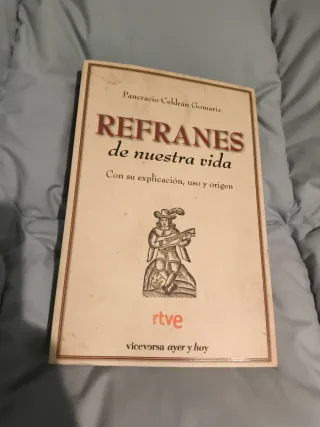 Pancracio Celdrán Gomariz
REFRANES
de nuestra vida
Con su explicación, uso y origen
rtve
viceversa ayer y hoy